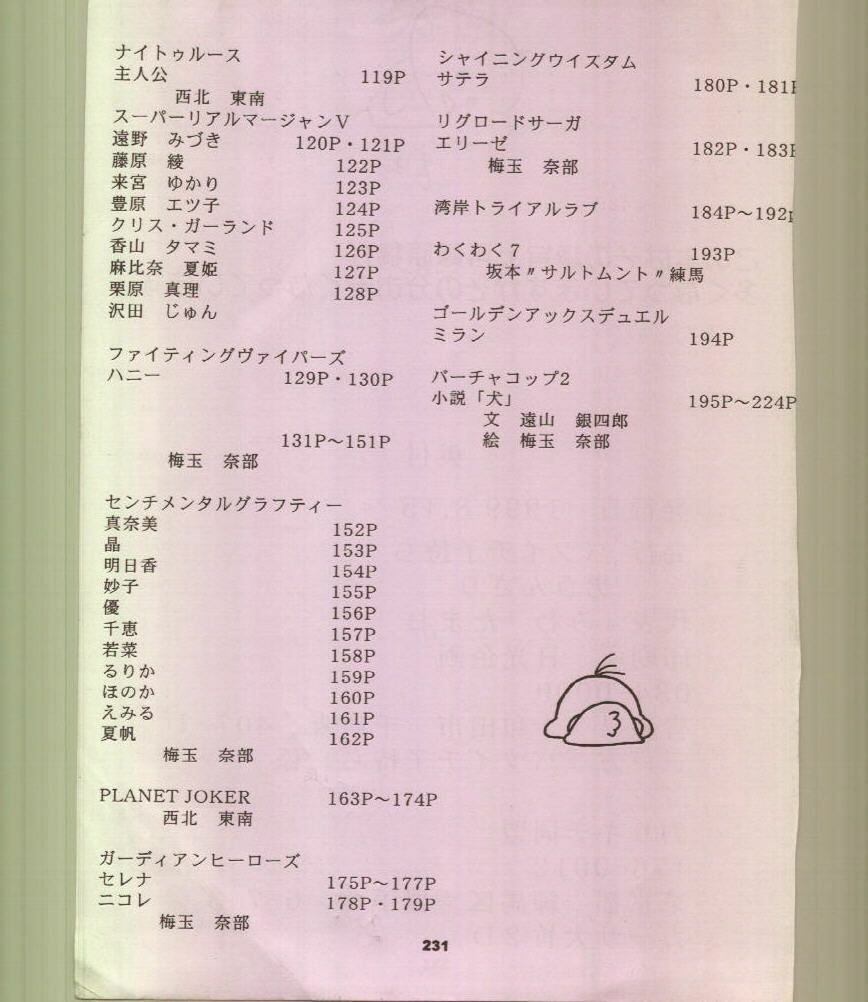 ナイトゥルース
主人公 119P
西北 東南
スーパーリアルマージャンV
遠野 みづき 120P・121P
藤原 綾 122P
来宮 ゆかり 123P
豊原 エツ子 124P
クリス・ガーランド 125P
香山 タマミ 126P
麻比奈 夏姫 127P
栗原 真理 128P
沢田 じゅん
ファイティングヴァイパーズ
ハニー 129P・130P
131P～151P
梅玉 奈部
センチメンタルグラフティー
真奈美 152P
晶 153P
明日香 154P
妙子 155P
優 156P
千恵 157P
若菜 158P
るりか 159P
ほのか 160P
えみる 161P
夏帆 162P
梅玉 奈部
PLANET JOKER 163P～174P
西北 東南
ガーディアンヒーローズ
セレナ 175P～177P
ニコレ 178P・179P
梅玉 奈部
シャイニングウイズダム
サテラ 180P・181P
リグロードサーガ
エリーゼ 182P・183P
梅玉 奈部
湾岸トライアルラブ 184P～192p
わくわく7 193P
坂本〃サルトムント〃練馬
ゴールデンアックスデュエル
ミラン 194P
バーチャコップ2
小説「犬」 195P～224P
文 遠山 銀四郎
絵 梅玉 奈部
231